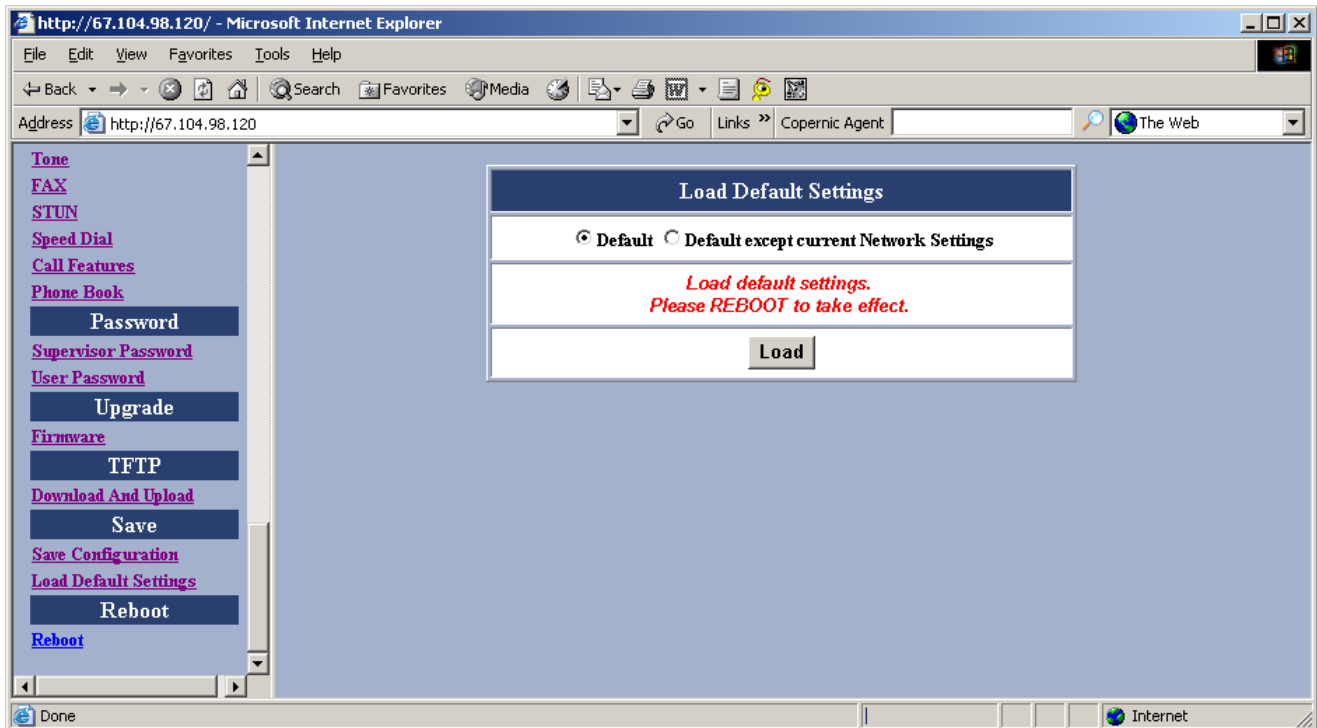 http://67.104.98.120/ - Microsoft Internet Explorer
File Edit View Favorites Tools Help
Back Search Favorites Media
Address http://67.104.98.120 Go Links » Copernic Agent The Web
Tone
FAX
STUN
Speed Dial
Call Features
Phone Book
Password
Supervisor Password
User Password
Upgrade
Firmware
TFTP
Download And Upload
Save
Save Configuration
Load Default Settings
Reboot
Reboot
Load Default Settings
Default Default except current Network Settings
Load default settings.
Please REBOOT to take effect.
Load
Done Internet